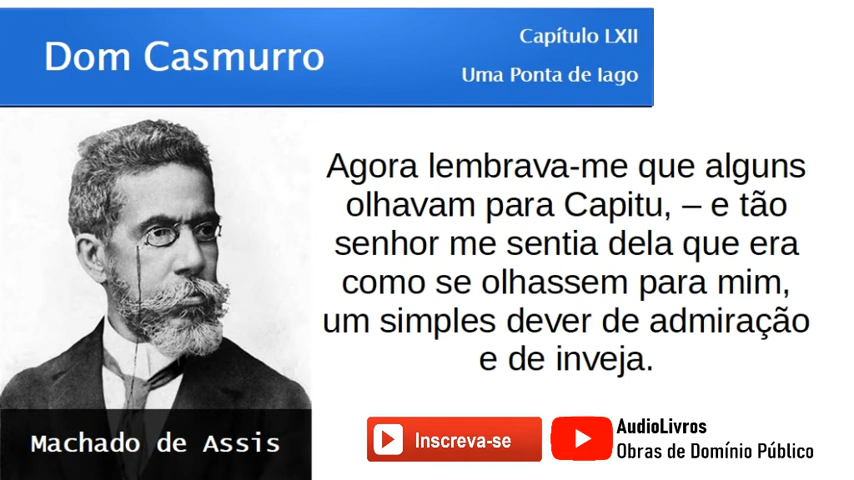 Dom Casmurro
Capítulo LXII
Uma Ponta de Iago
Agora lembrava-me que alguns
olhavam para Capitu, – e tão
senhor me sentia dela que era
como se olhassem para mim,
um simples dever de admiração
e de inveja.
Machado de Assis
Inscreva-se
AudioLivros
Obras de Domínio Público